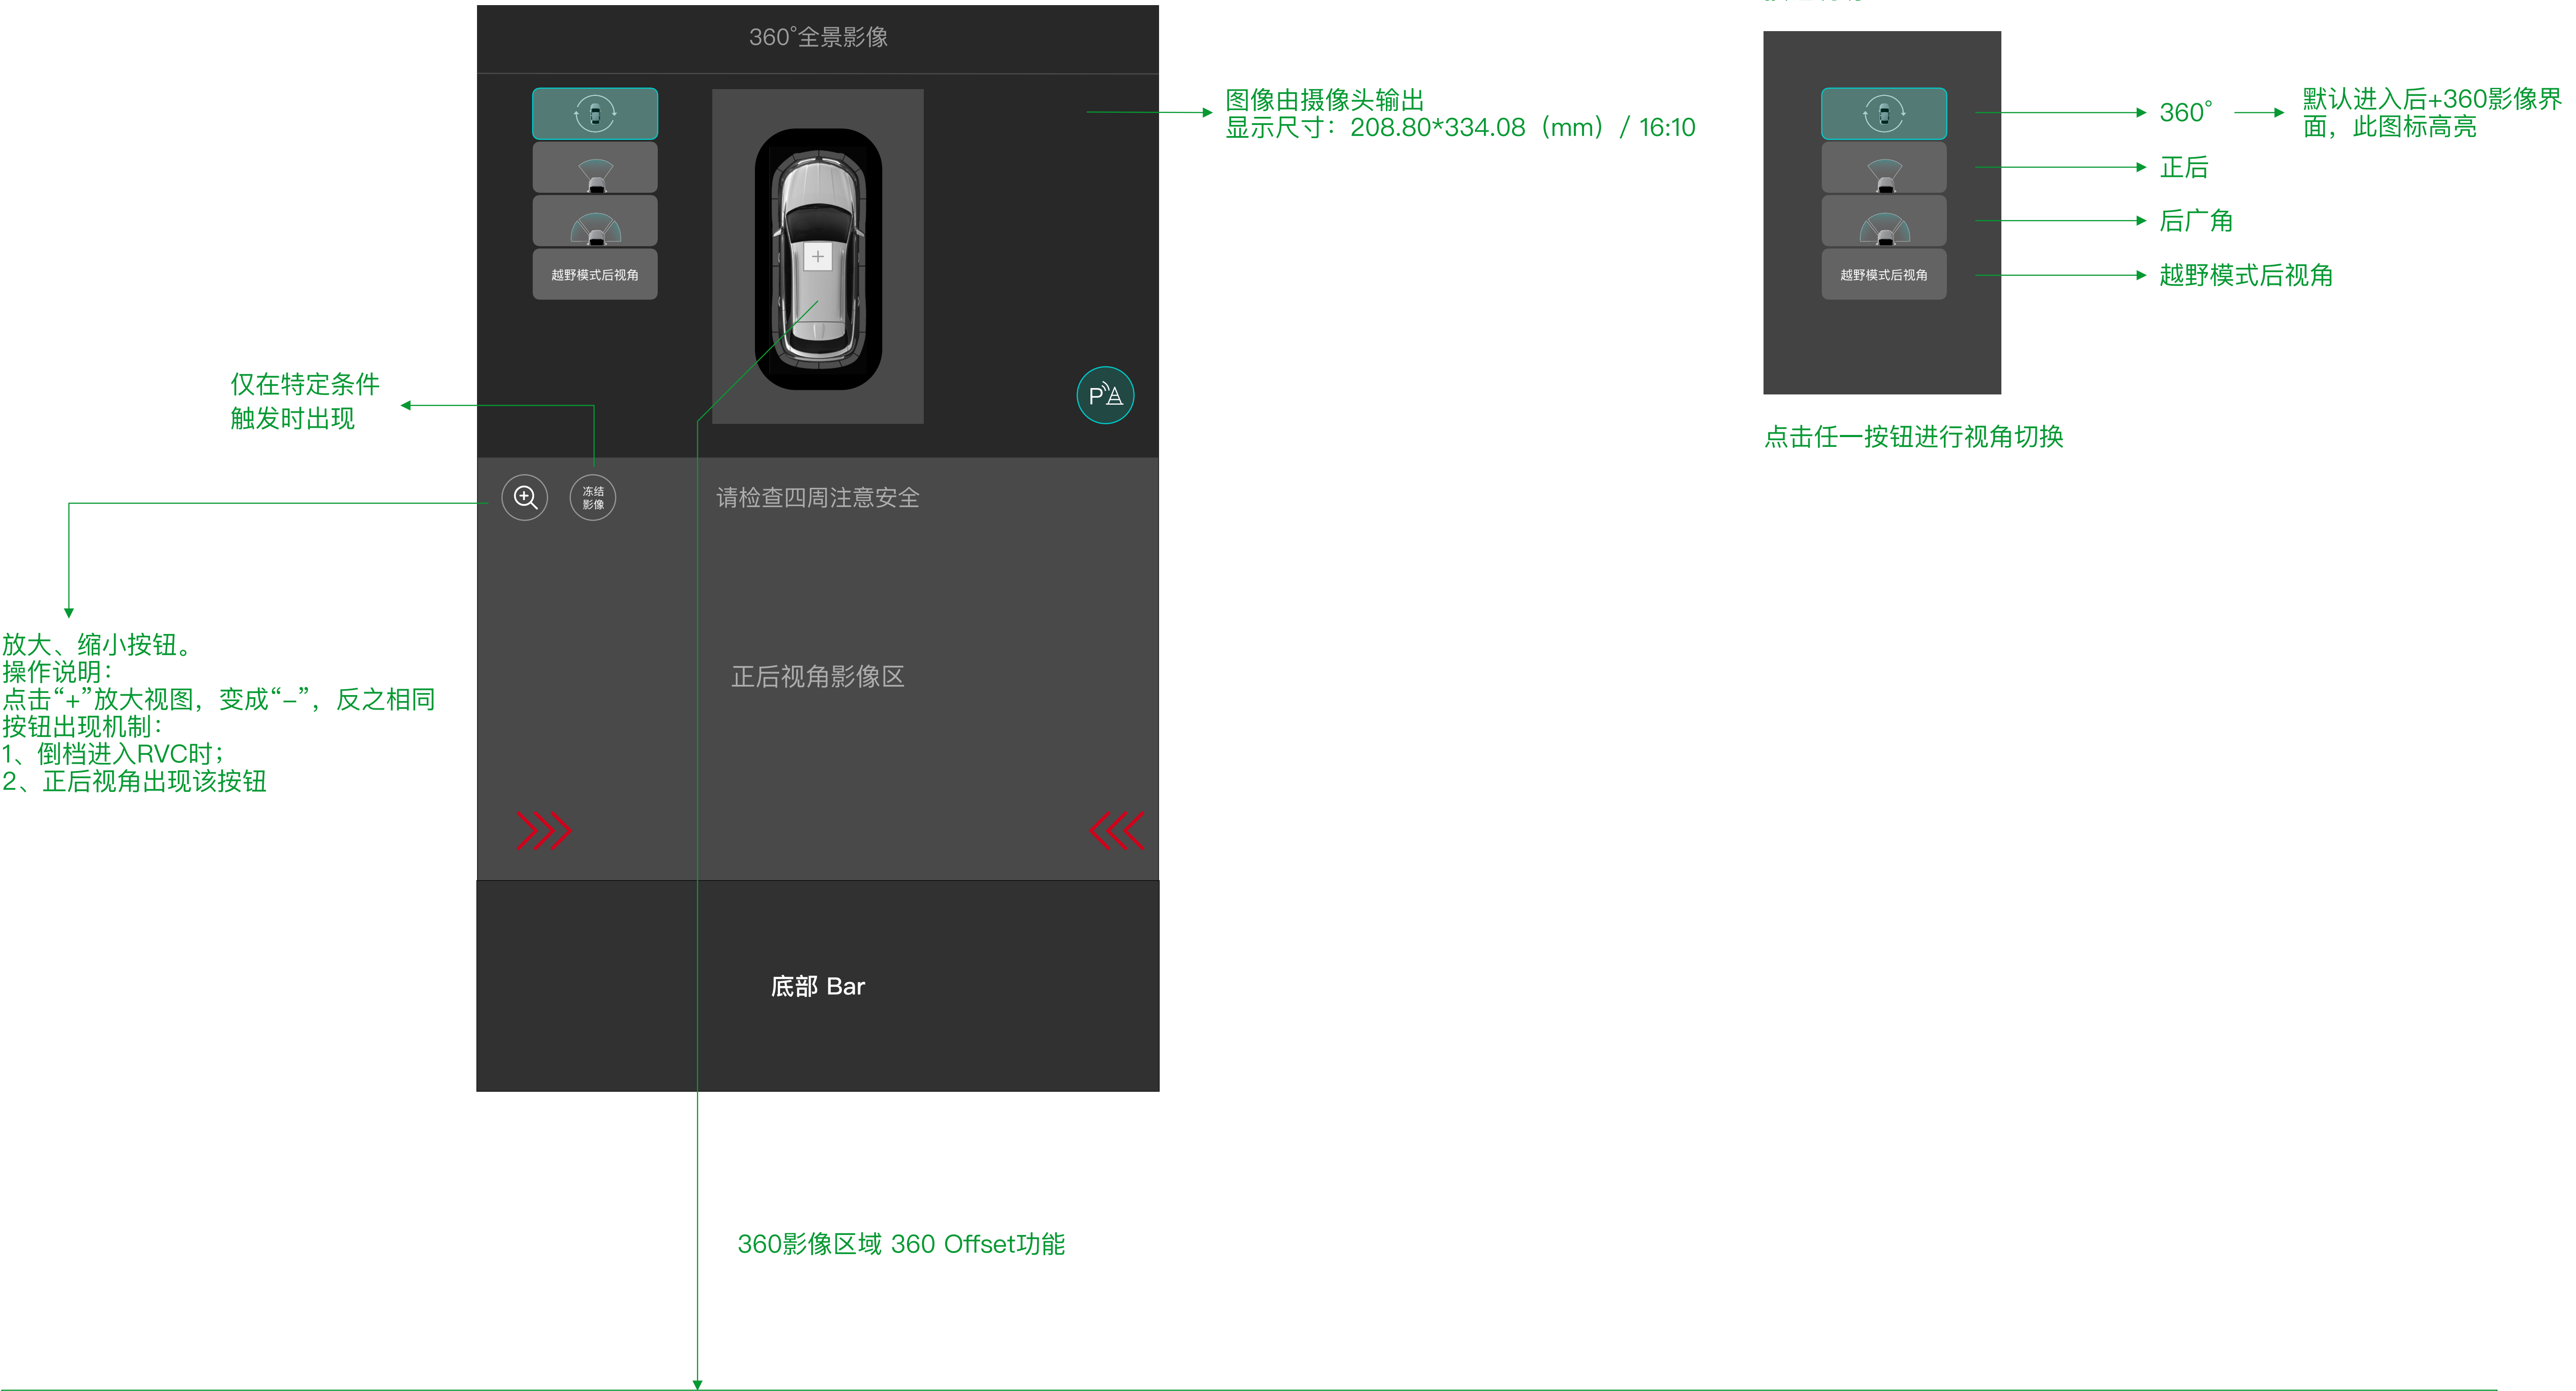 360°全景影像
越野模式后视角
图像由摄像头输出
显示尺寸：208.80*334.08（mm）/ 16:10
仅在特定条件
触发时出现
冻结
影像
请检查四周注意安全
放大、缩小按钮。
操作说明：
点击“+”放大视图，变成“-”，反之相同
按钮出现机制：
1、倒档进入RVC时；
2、正后视角出现该按钮
正后视角影像区
底部 Bar
360影像区域 360 Offset功能
360°
默认进入后+360影像界
面，此图标高亮
正后
后广角
越野模式后视角
越野模式后视角
点击任一按钮进行视角切换
P